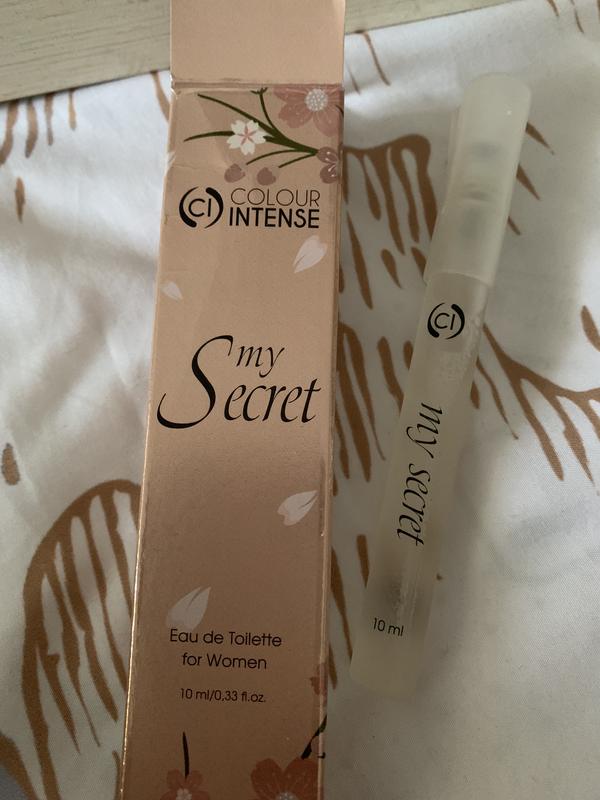 CI COLOUR
INTENSE
my
Secret
Eau de Toilette
for Women
10 ml/0,33 fl.oz.
CI
my secret
10 ml